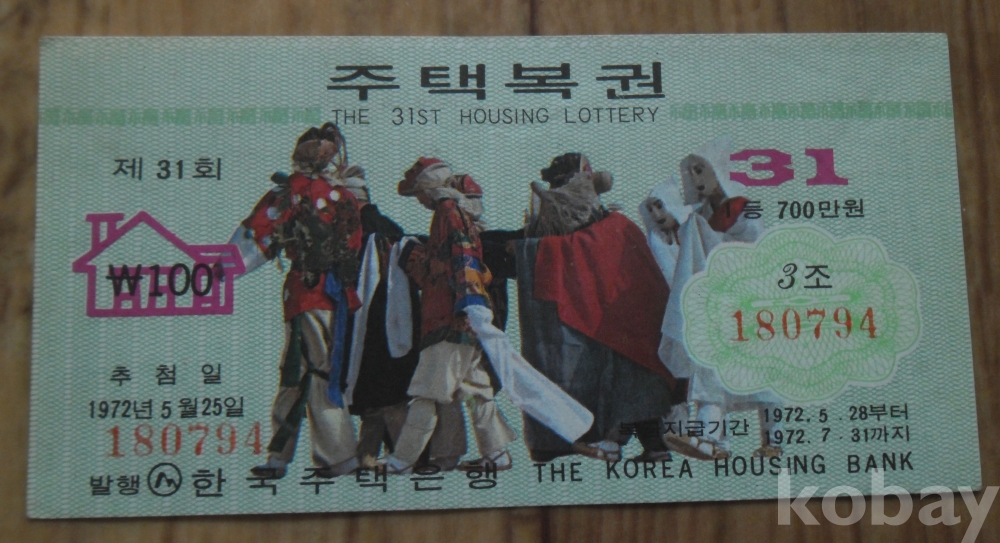 주택복권
THE 31ST HOUSING LOTTERY
제 31 회
31
등 700만원
₩100
3조
180794
추첨일
1972년 5월 25일
180794
지급기간 1972. 5. 28부터
1972. 7. 31까지
발행 한국주택은행 THE KOREA HOUSING BANK
kobay